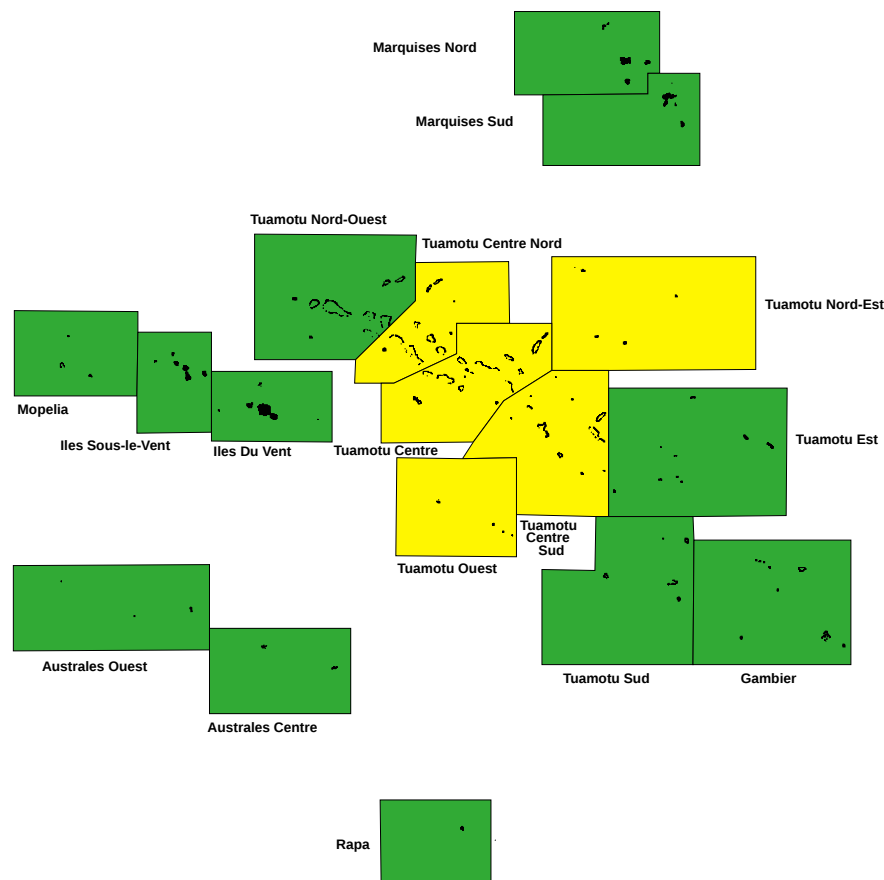 Marquises Nord
Marquises Sud
Tuamotu Nord-Ouest
Tuamotu Centre Nord
Tuamotu Nord-Est
Mopelia
Iles Sous-le-Vent
Iles Du Vent
Tuamotu Centre
Tuamotu Est
Tuamotu
Centre
Sud
Tuamotu Ouest
Australes Ouest
Tuamotu Sud
Gambier
Australes Centre
Rapa